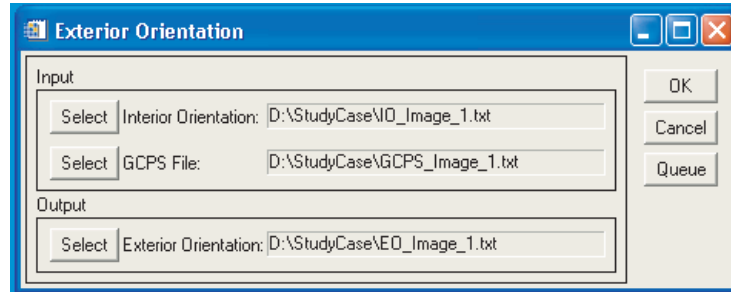 Exterior Orientation
Input
Select Interior Orientation: D:\StudyCase\IO_Image_1.txt
Select GCPS File: D:\StudyCase\GCPS_Image_1.txt
Output
Select Exterior Orientation: D:\StudyCase\EO_Image_1.txt
OK
Cancel
Queue